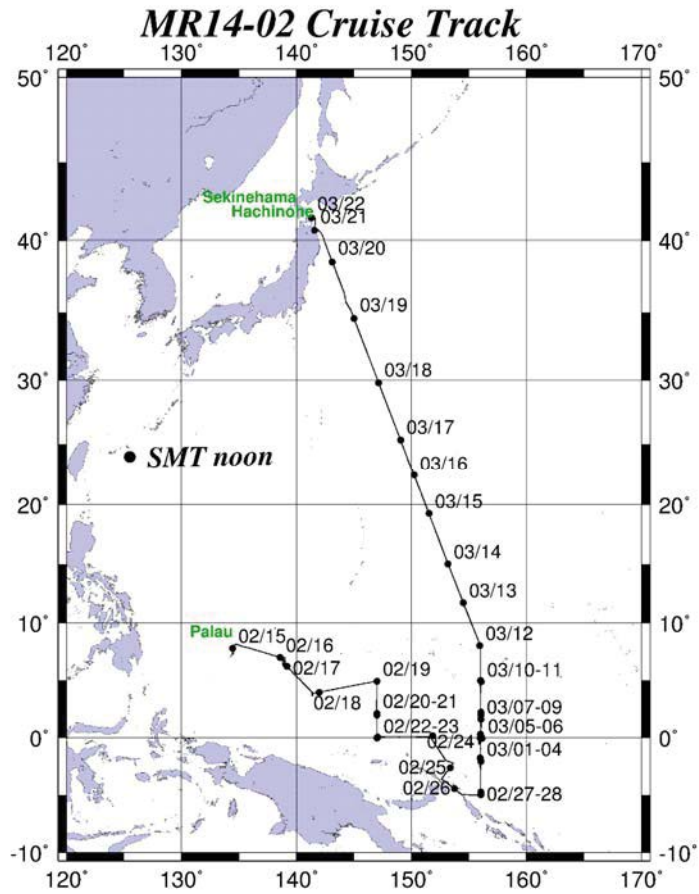 MR14-02 Cruise Track
120° 130° 140° 150° 160° 170°
50° 50°
Sekinehama 03/22
Hachinohe 03/21
40° 40°
03/20
03/19
30° 03/18 30°
03/17
SMT noon 03/16
20° 03/15 20°
03/14
03/13
10° 10°
Palau 02/15 03/12
02/16
02/17 02/19 03/10-11
02/18
02/20-21 03/07-09
02/22-23 03/05-06
0° 02/24 0°
03/01-04
02/25
02/26 02/27-28
-10° -10°
120° 130° 140° 150° 160° 170°